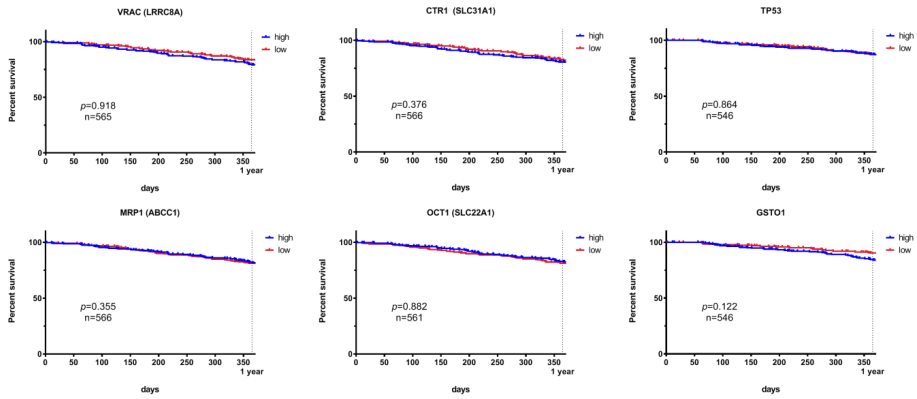 VRAC (LRRC8A)
Percent survival
100
50
0
high
low
p=0.918
n=565
0 50 100 150 200 250 300 350
1 year
days
CTR1 (SLC31A1)
Percent survival
100
50
0
high
low
p=0.376
n=566
0 50 100 150 200 250 300 350
1 year
days
TP53
Percent survival
100
50
0
high
low
p=0.864
n=546
0 50 100 150 200 250 300 350
1 year
days
MRP1 (ABCC1)
Percent survival
100
50
0
high
low
p=0.355
n=566
0 50 100 150 200 250 300 350
1 year
days
OCT1 (SLC22A1)
Percent survival
100
50
0
high
low
p=0.882
n=561
0 50 100 150 200 250 300 350
1 year
days
GSTO1
Percent survival
100
50
0
high
low
p=0.122
n=546
0 50 100 150 200 250 300 350
1 year
days